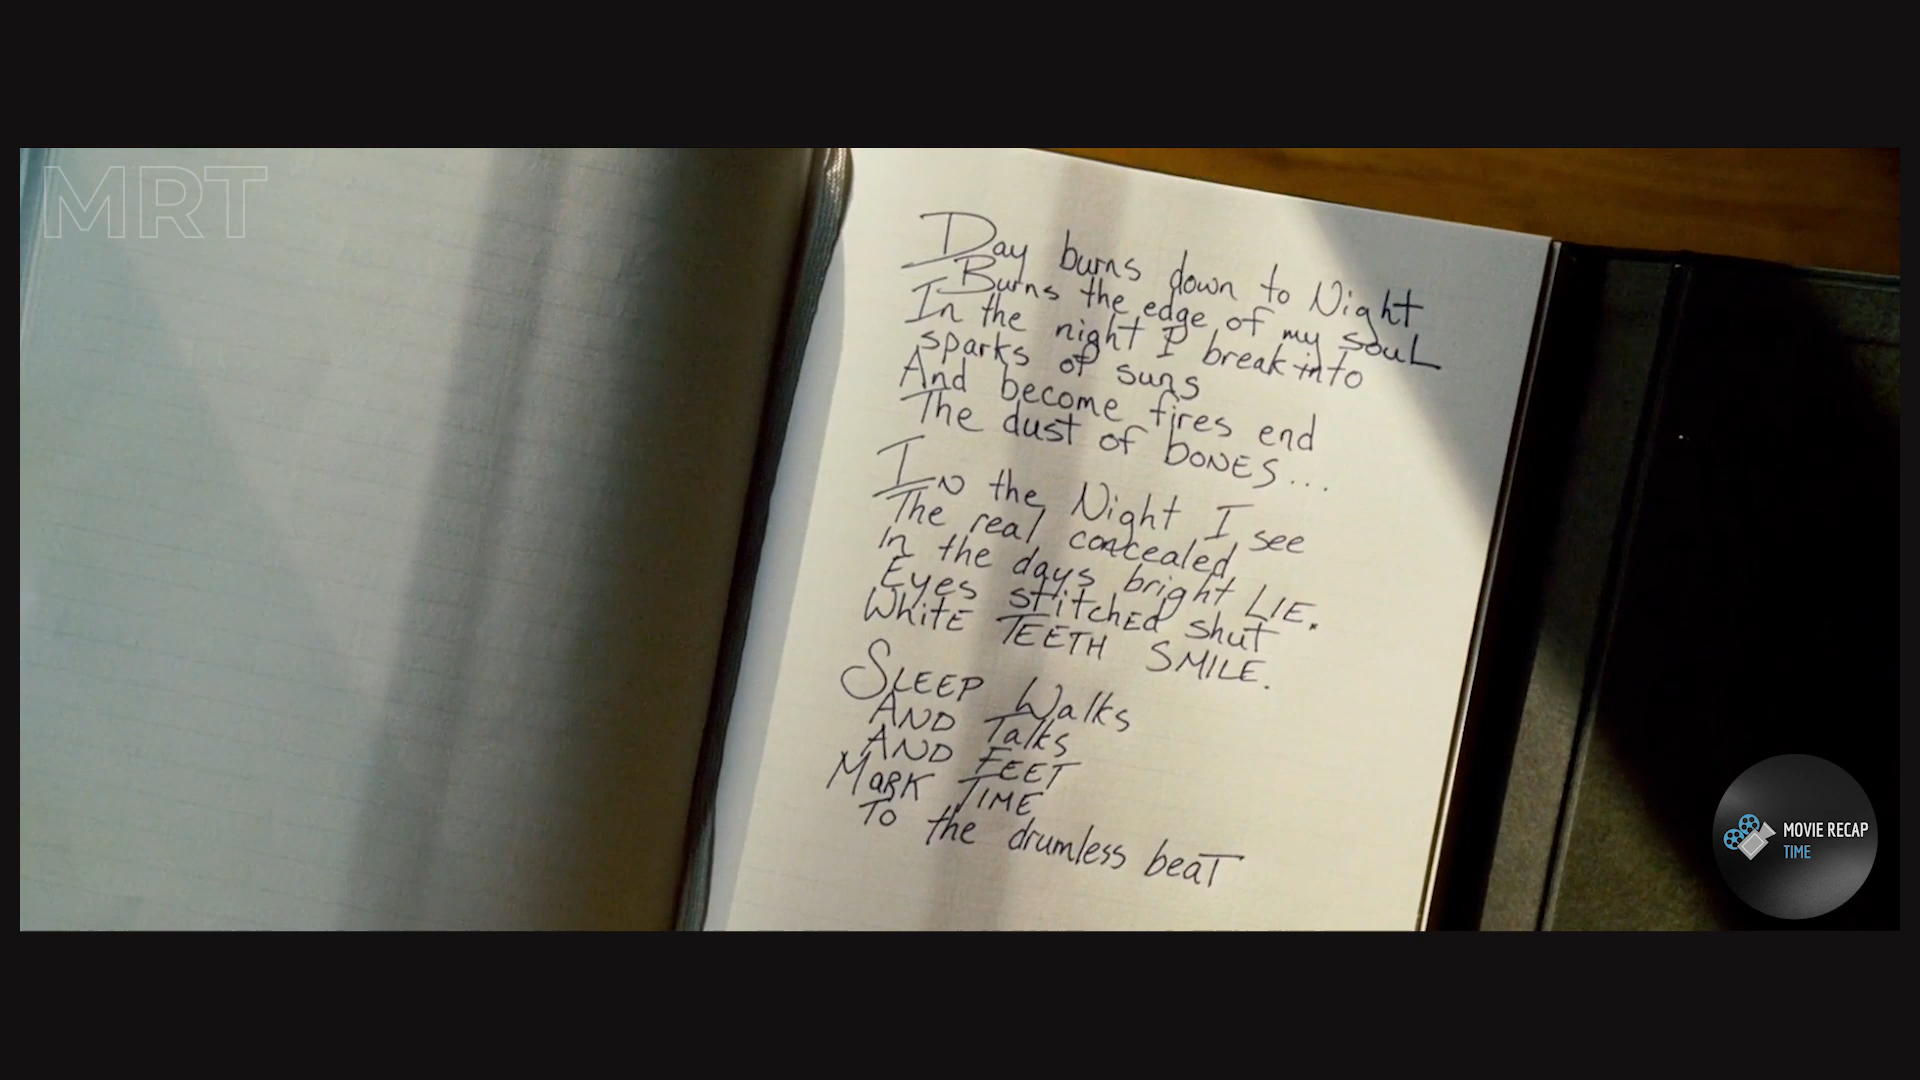 MRT
Day burns down to Night
Burns the edge of my souL
In the night I break into
sparks of suns
And become fires end
The dust of bONES...
IN the Night I see
The real concealed
In the days bright LIE.
Eyes stitchEd shut
WhitE TEETH SMILE.
SLEEP Walks
AND Talks
AND FEET
MaRK TIME
To the drumless beaT
MOVIE RECAP
TIME